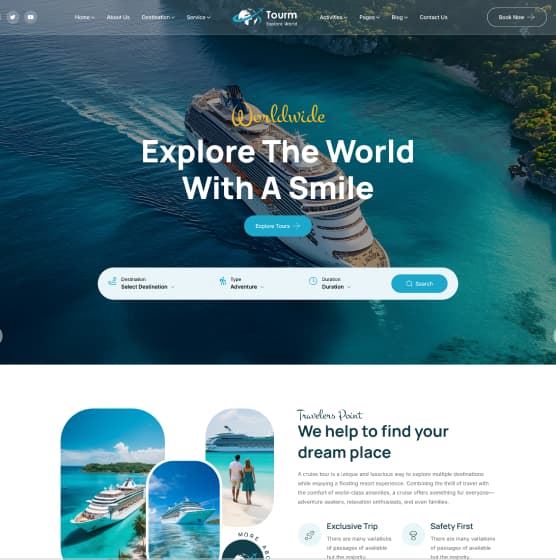 Home
About Us
Destination
Service
Tourm
Explore World
Activities
Pages
Blog
Contact Us
Book Now
Worldwide
Explore The World
With A Smile
Explore Tours
Destination
Select Destination
Type
Adventure
Duration
Duration
Search
Travelers Point
We help to find your
dream place
A cruise tour is a unique and luxurious way to explore multiple destinations
while enjoying a floating resort experience. Combining the thrill of travel with
the comfort of world-class amenities, a cruise offers something for everyone—
adventure seekers, relaxation enthusiasts, and even families.
MORE ABO
Exclusive Trip
There are many variations
of passages of available
but the majority
Safety First
There are many variations
of passages of available
but the majority